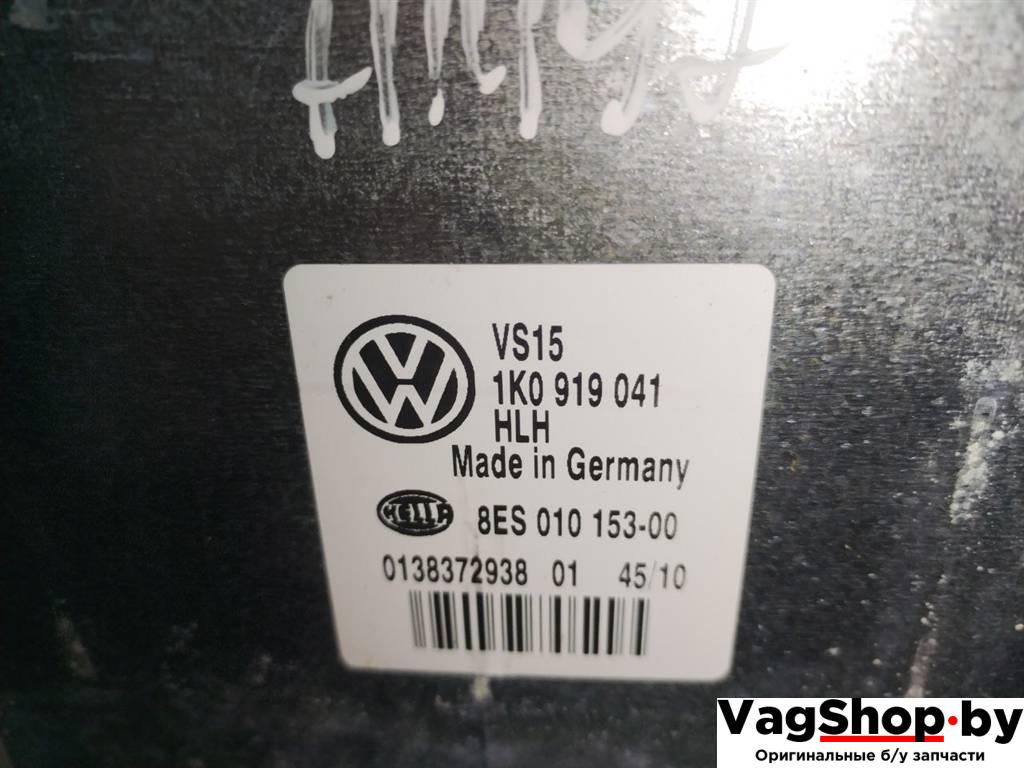 VS15
1K0 919 041
HLH
Made in Germany
HELLA 8ES 010 153-00
0138372938 01 45/10
VagShop.by
Оригинальные б/у запчасти